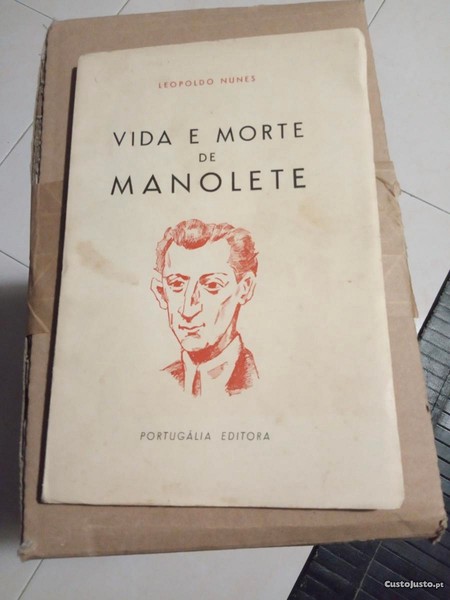 LEOPOLDO NUNES
VIDA E MORTE
DE
MANOLETE
PORTUGÁLIA EDITORA
CustoJusto.pt